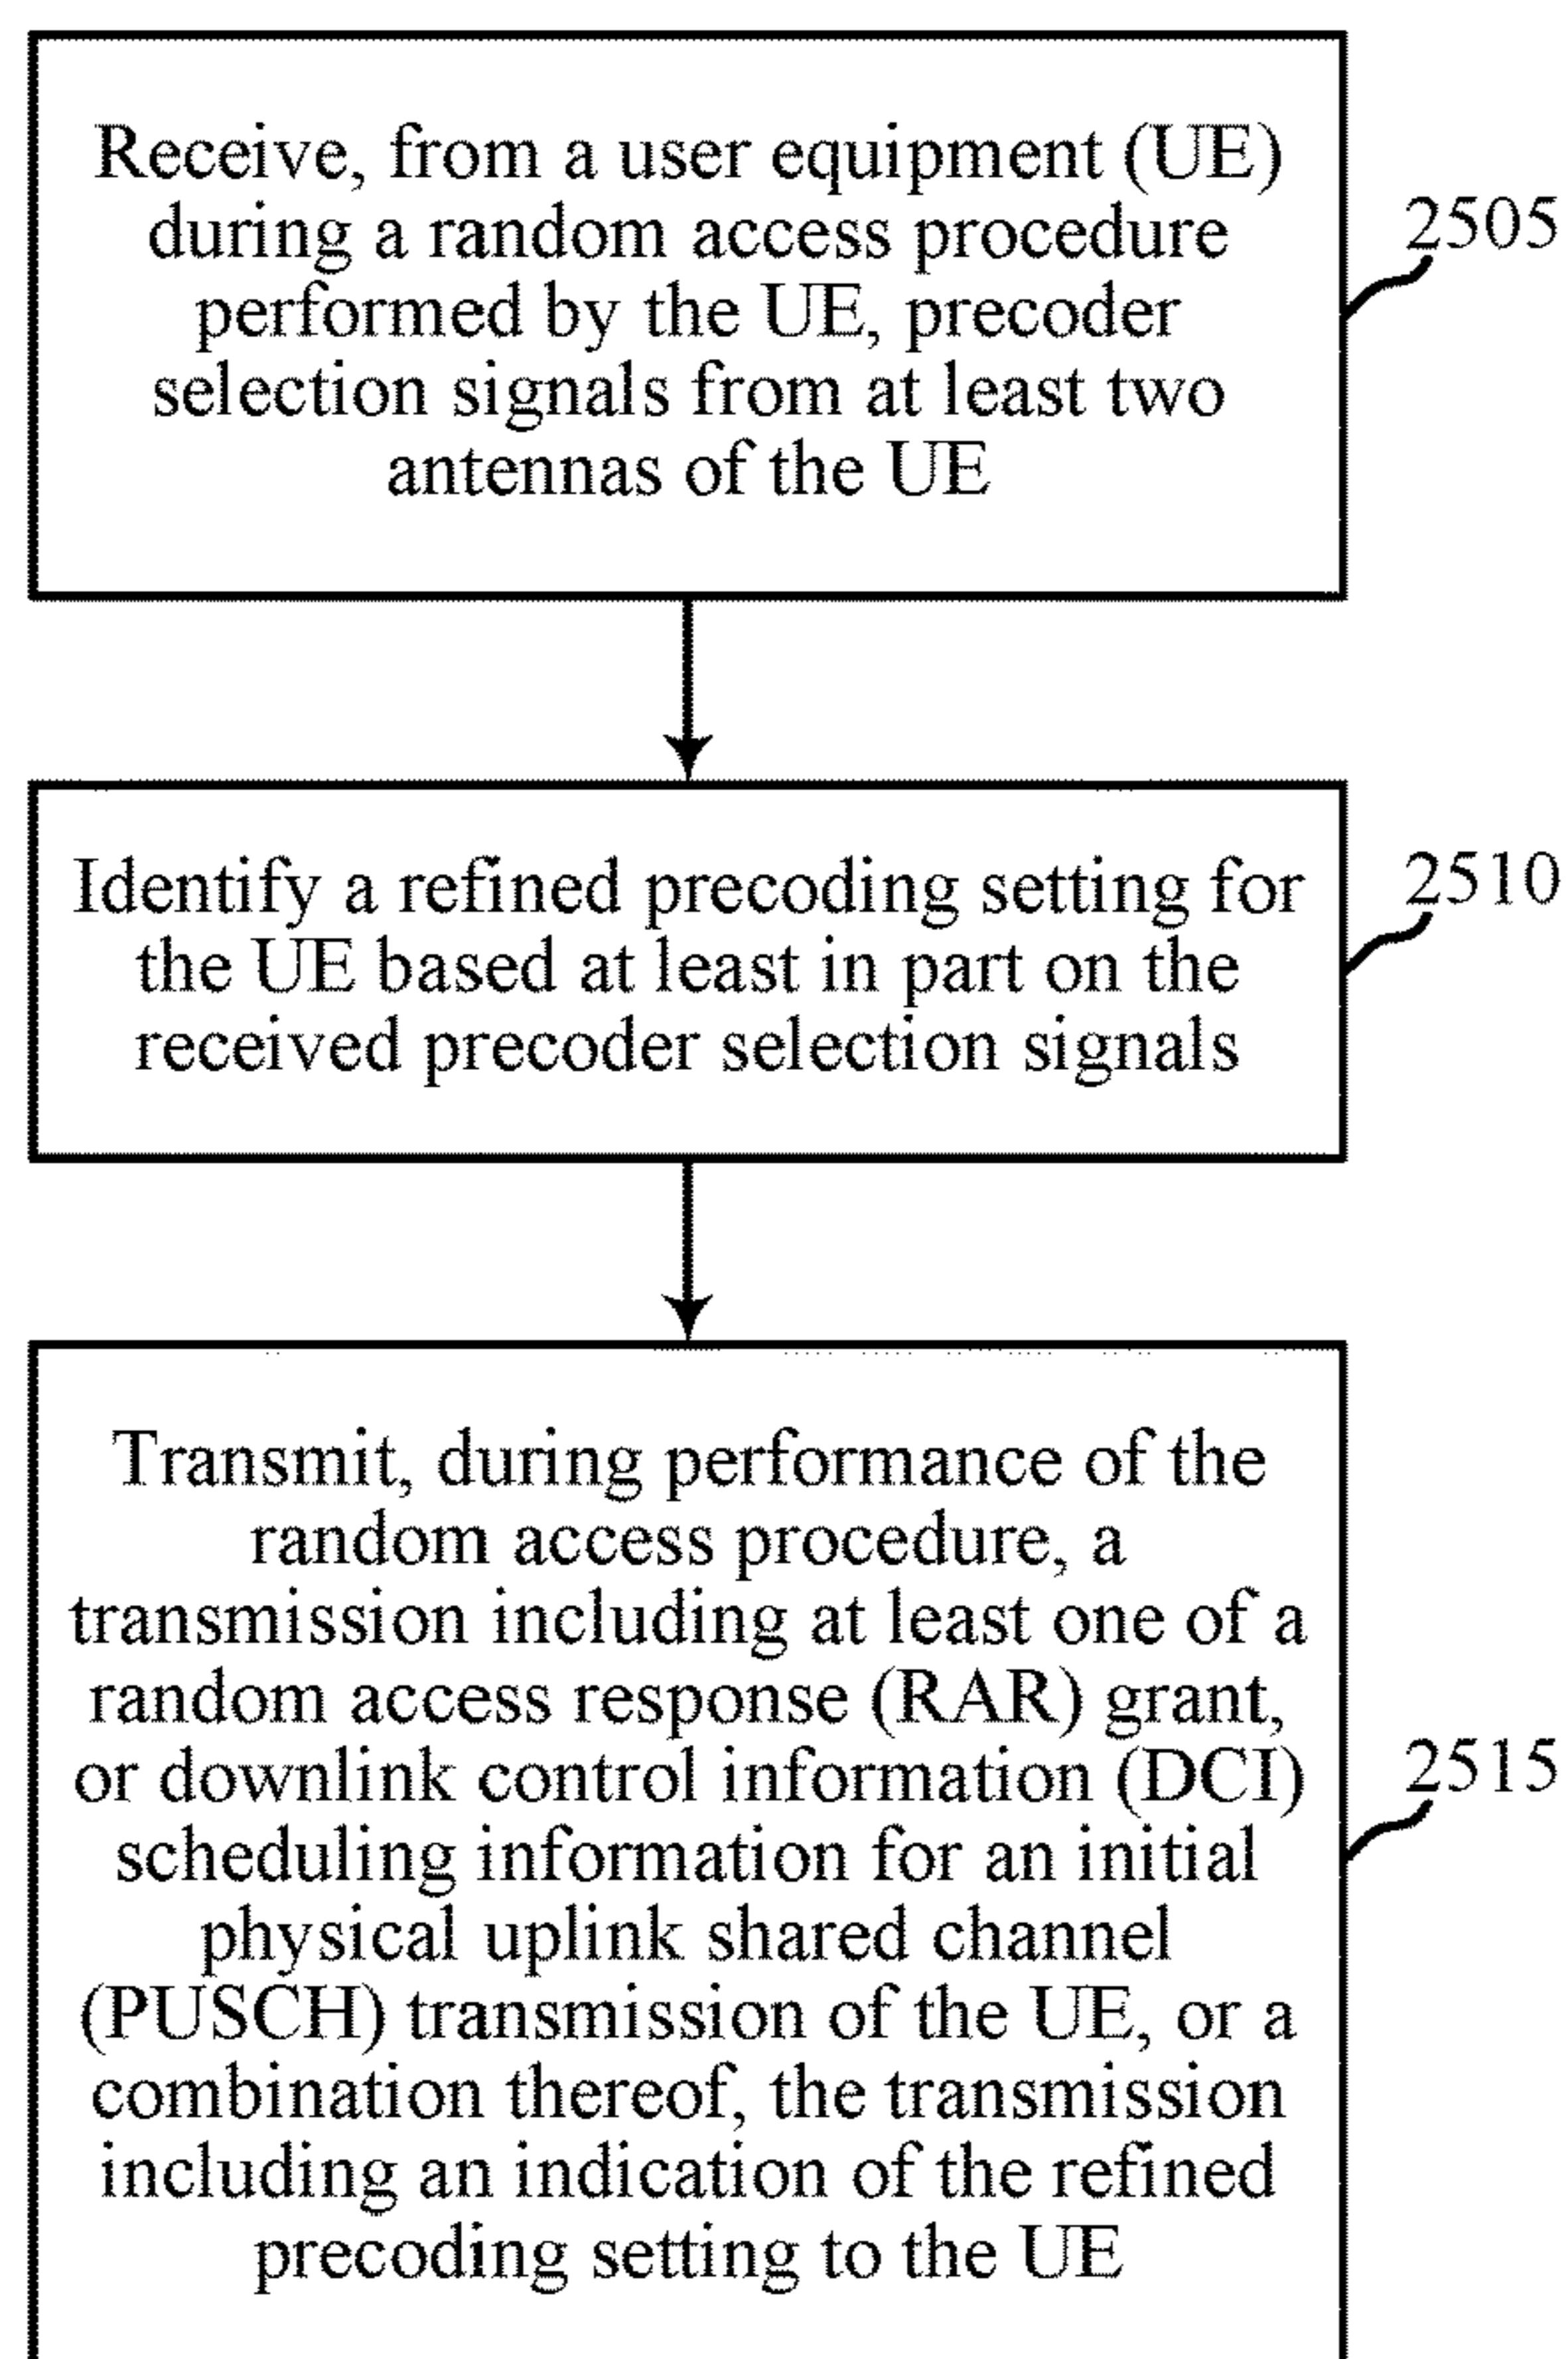 Receive, from a user equipment (UE)
during a random access procedure
performed by the UE, precoder
selection signals from at least two
antennas of the UE
2505
Identify a refined precoding setting for
the UE based at least in part on the
received precoder selection signals
2510
Transmit, during performance of the
random access procedure, a
transmission including at least one of a
random access response (RAR) grant,
or downlink control information (DCI)
scheduling information for an initial
physical uplink shared channel
(PUSCH) transmission of the UE, or a
combination thereof, the transmission
including an indication of the refined
precoding setting to the UE
2515